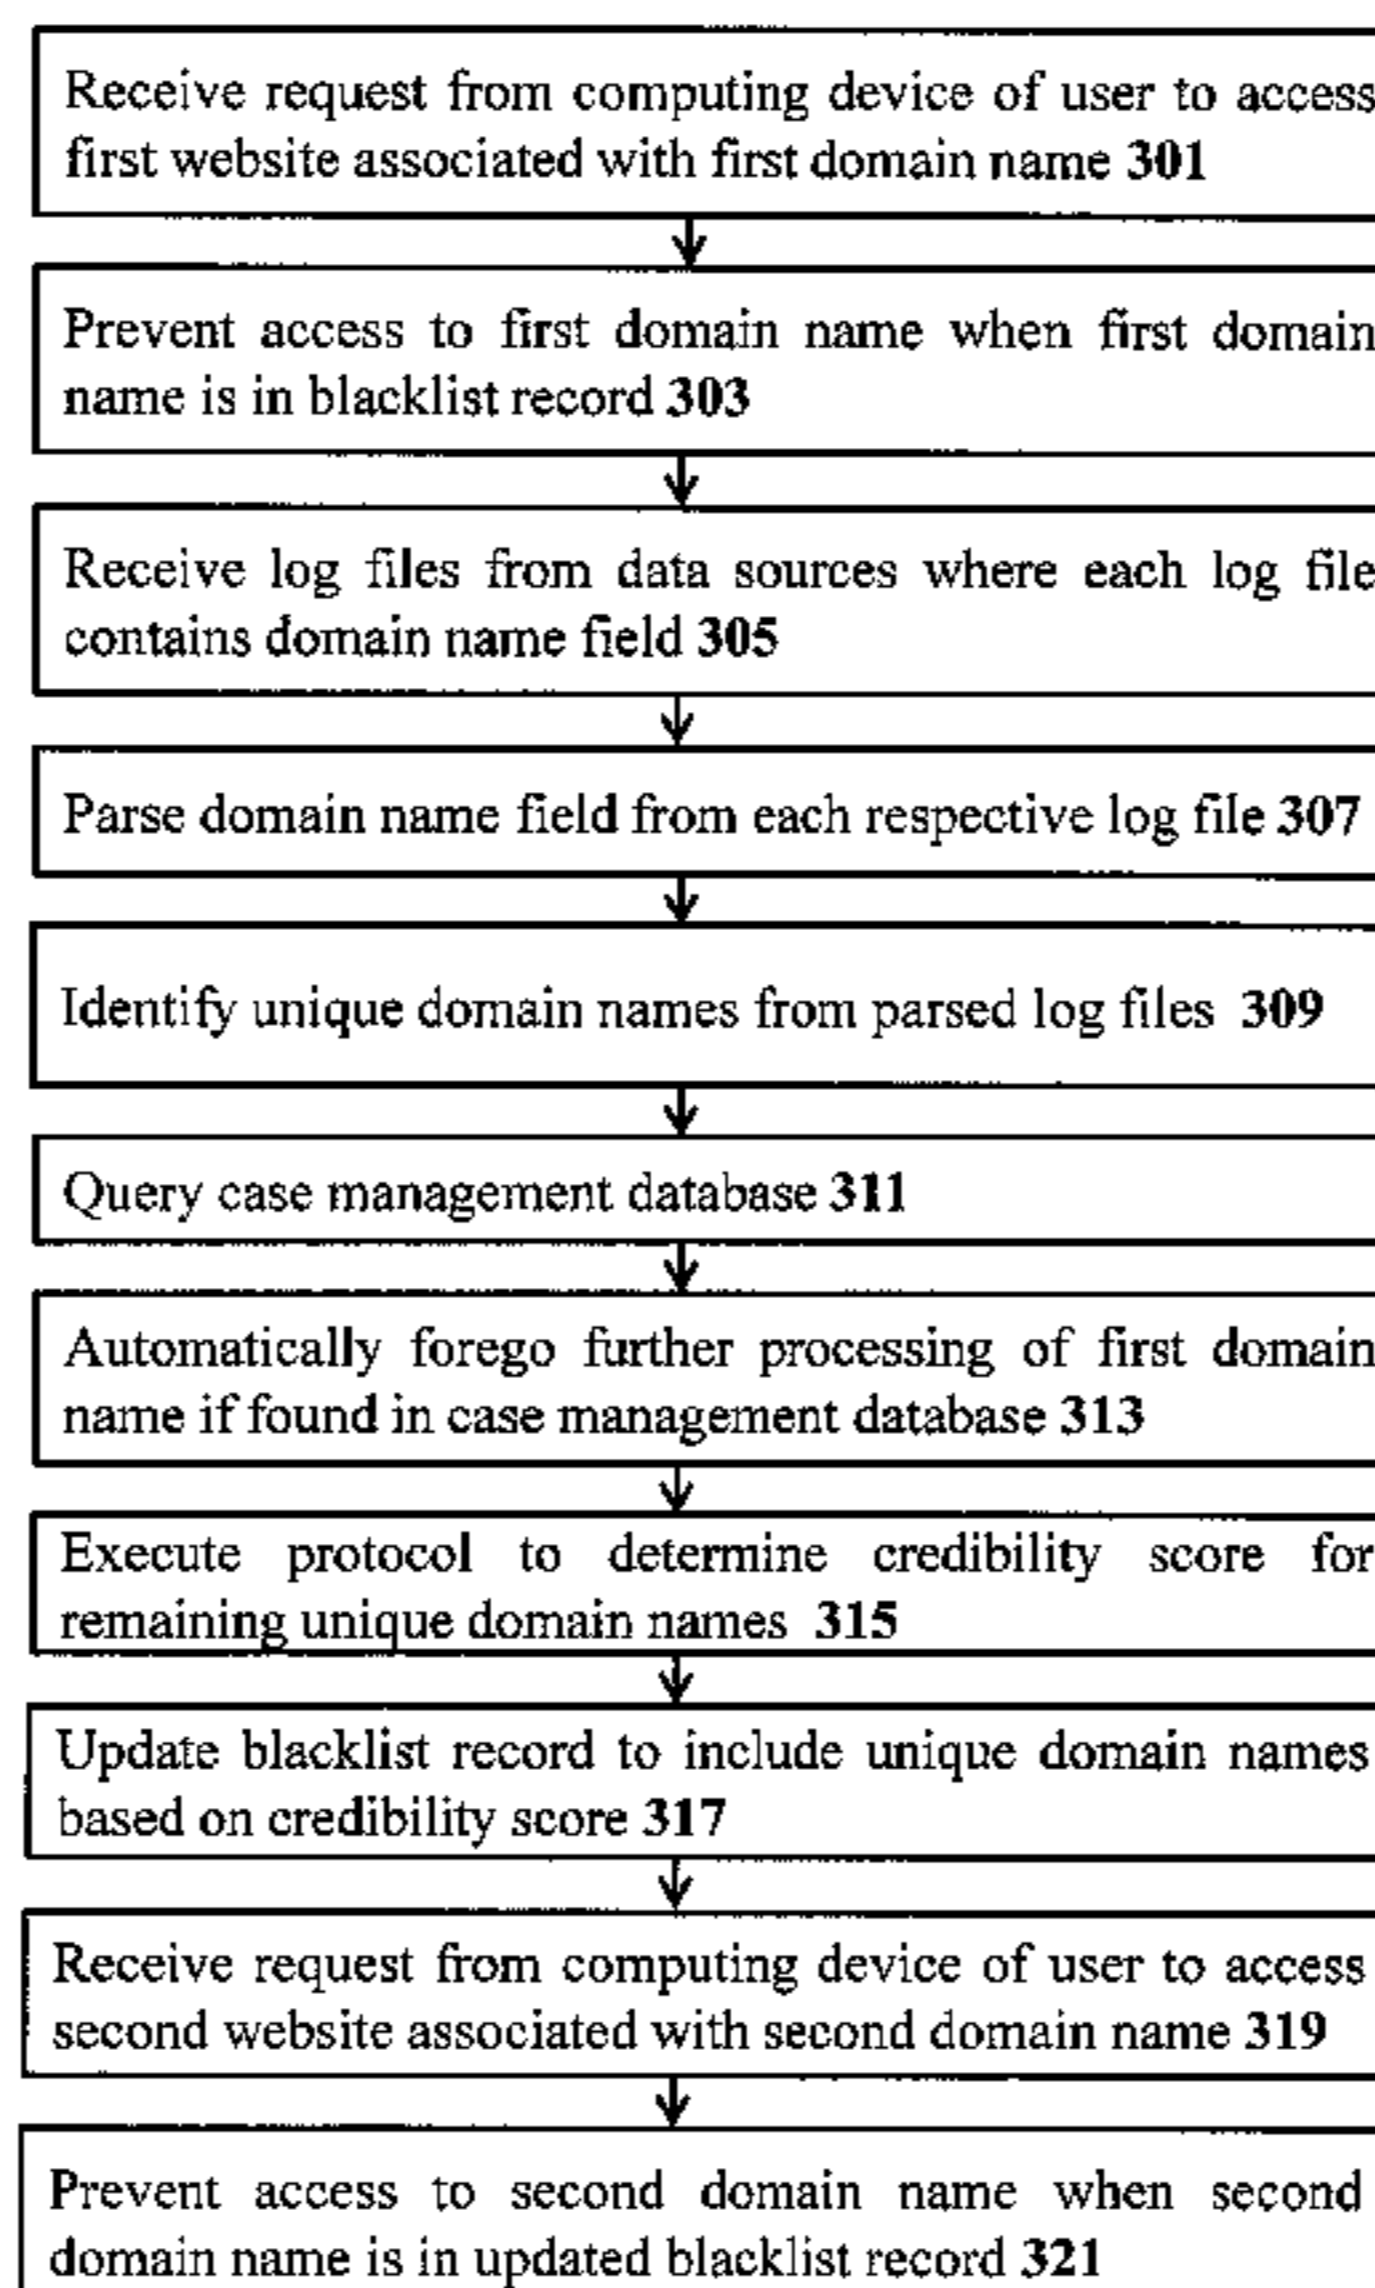 Receive request from computing device of user to access
first website associated with first domain name 301
Prevent access to first domain name when first domain
name is in blacklist record 303
Receive log files from data sources where each log file
contains domain name field 305
Parse domain name field from each respective log file 307
Identify unique domain names from parsed log files 309
Query case management database 311
Automatically forego further processing of first domain
name if found in case management database 313
Execute protocol to determine credibility score for
remaining unique domain names 315
Update blacklist record to include unique domain names
based on credibility score 317
Receive request from computing device of user to access
second website associated with second domain name 319
Prevent access to second domain name when second
domain name is in updated blacklist record 321